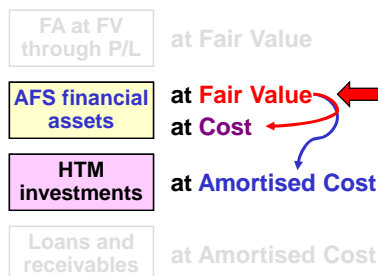 FA at FV
through P/L
at Fair Value
AFS financial
assets
at Fair Value
at Cost
HTM
investments
at Amortised Cost
Loans and
receivables
at Amortised Cost